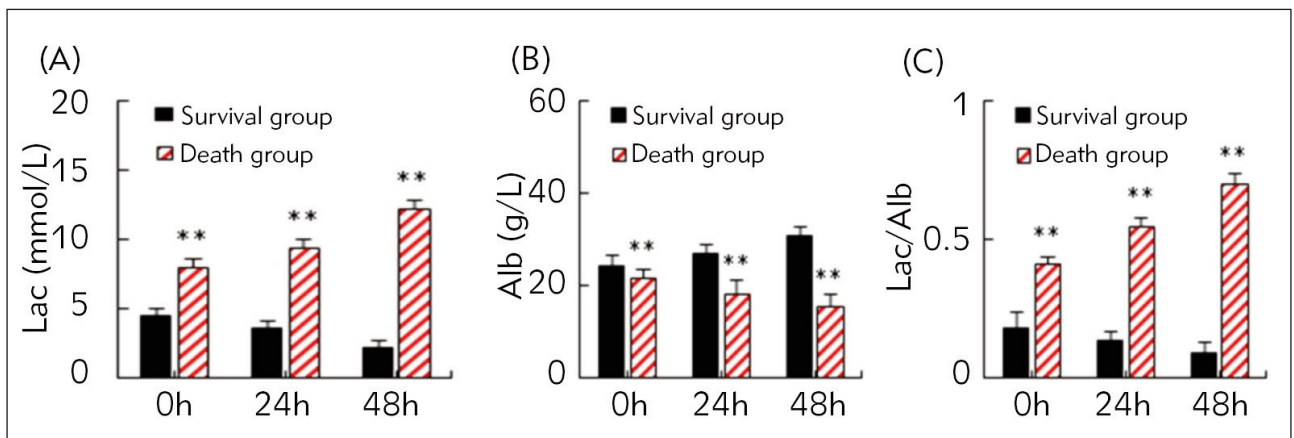 (A)
Lac (mmol/L)
20
15
10
5
0
Survival group
Death group
**
**
**
0h
24h
48h
(B)
Alb (g/L)
60
40
20
0
Survival group
Death group
**
**
**
0h
24h
48h
(C)
Lac/Alb
1
0.5
0
Survival group
Death group
**
**
**
0h
24h
48h